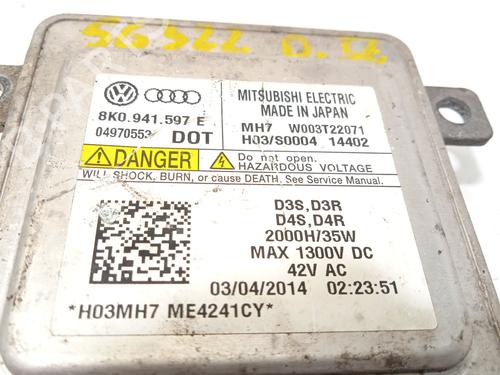 8K0.941.597 E
04970553 DOT
MITSUBISHI ELECTRIC
MADE IN JAPAN
MH7 W003T22071
H03/S0004 14402
DANGER
Do not open.
HAZARDOUS VOLTAGE
WILL SHOCK, BURN, or cause DEATH. See Service Manual.
D3S,D3R
D4S,D4R
2000H/35W
MAX 1300V DC
42V AC
03/04/2014 02:23:51
*H03MH7 ME4241CY*